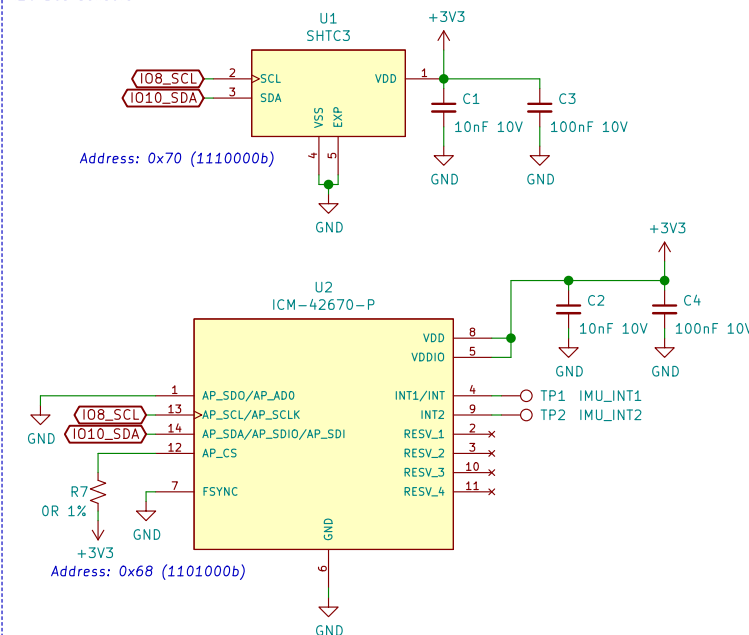 +3V3
U1
SHTC3
IO8_SCL 2 SCL VDD 1
IO10_SDA 3 SDA
C1 C3
10nF 10V 100nF 10V
VSS EXP
4 5
Address: 0x70 (1110000b)
GND GND
GND
+3V3
U2
ICM-42670-P
C2 C4
10nF 10V 100nF 10V
VDD 8
VDDIO 5
GND GND
1 AP_SDO/AP_AD0 INT1/INT 4 TP1 IMU_INT1
IO8_SCL 13 AP_SCL/AP_SCLK INT2 9 TP2 IMU_INT2
GND
IO10_SDA 14 AP_SDA/AP_SDIO/AP_SDI RESV_1 2
12 AP_CS RESV_2 3
RESV_3 10
R7 7 FSYNC RESV_4 11
0R 1%
GND
GND
+3V3
Address: 0x68 (1101000b)
6
GND